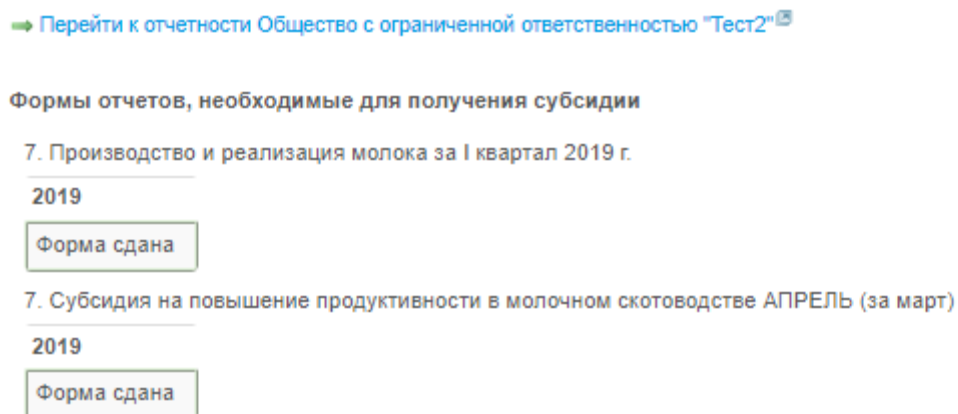 Перейти к отчетности Общество с ограниченной ответственностью "Тест2"
Формы отчетов, необходимые для получения субсидии
7. Производство и реализация молока за I квартал 2019 г.
2019
Форма сдана
7. Субсидия на повышение продуктивности в молочном скотоводстве АПРЕЛЬ (за март)
2019
Форма сдана